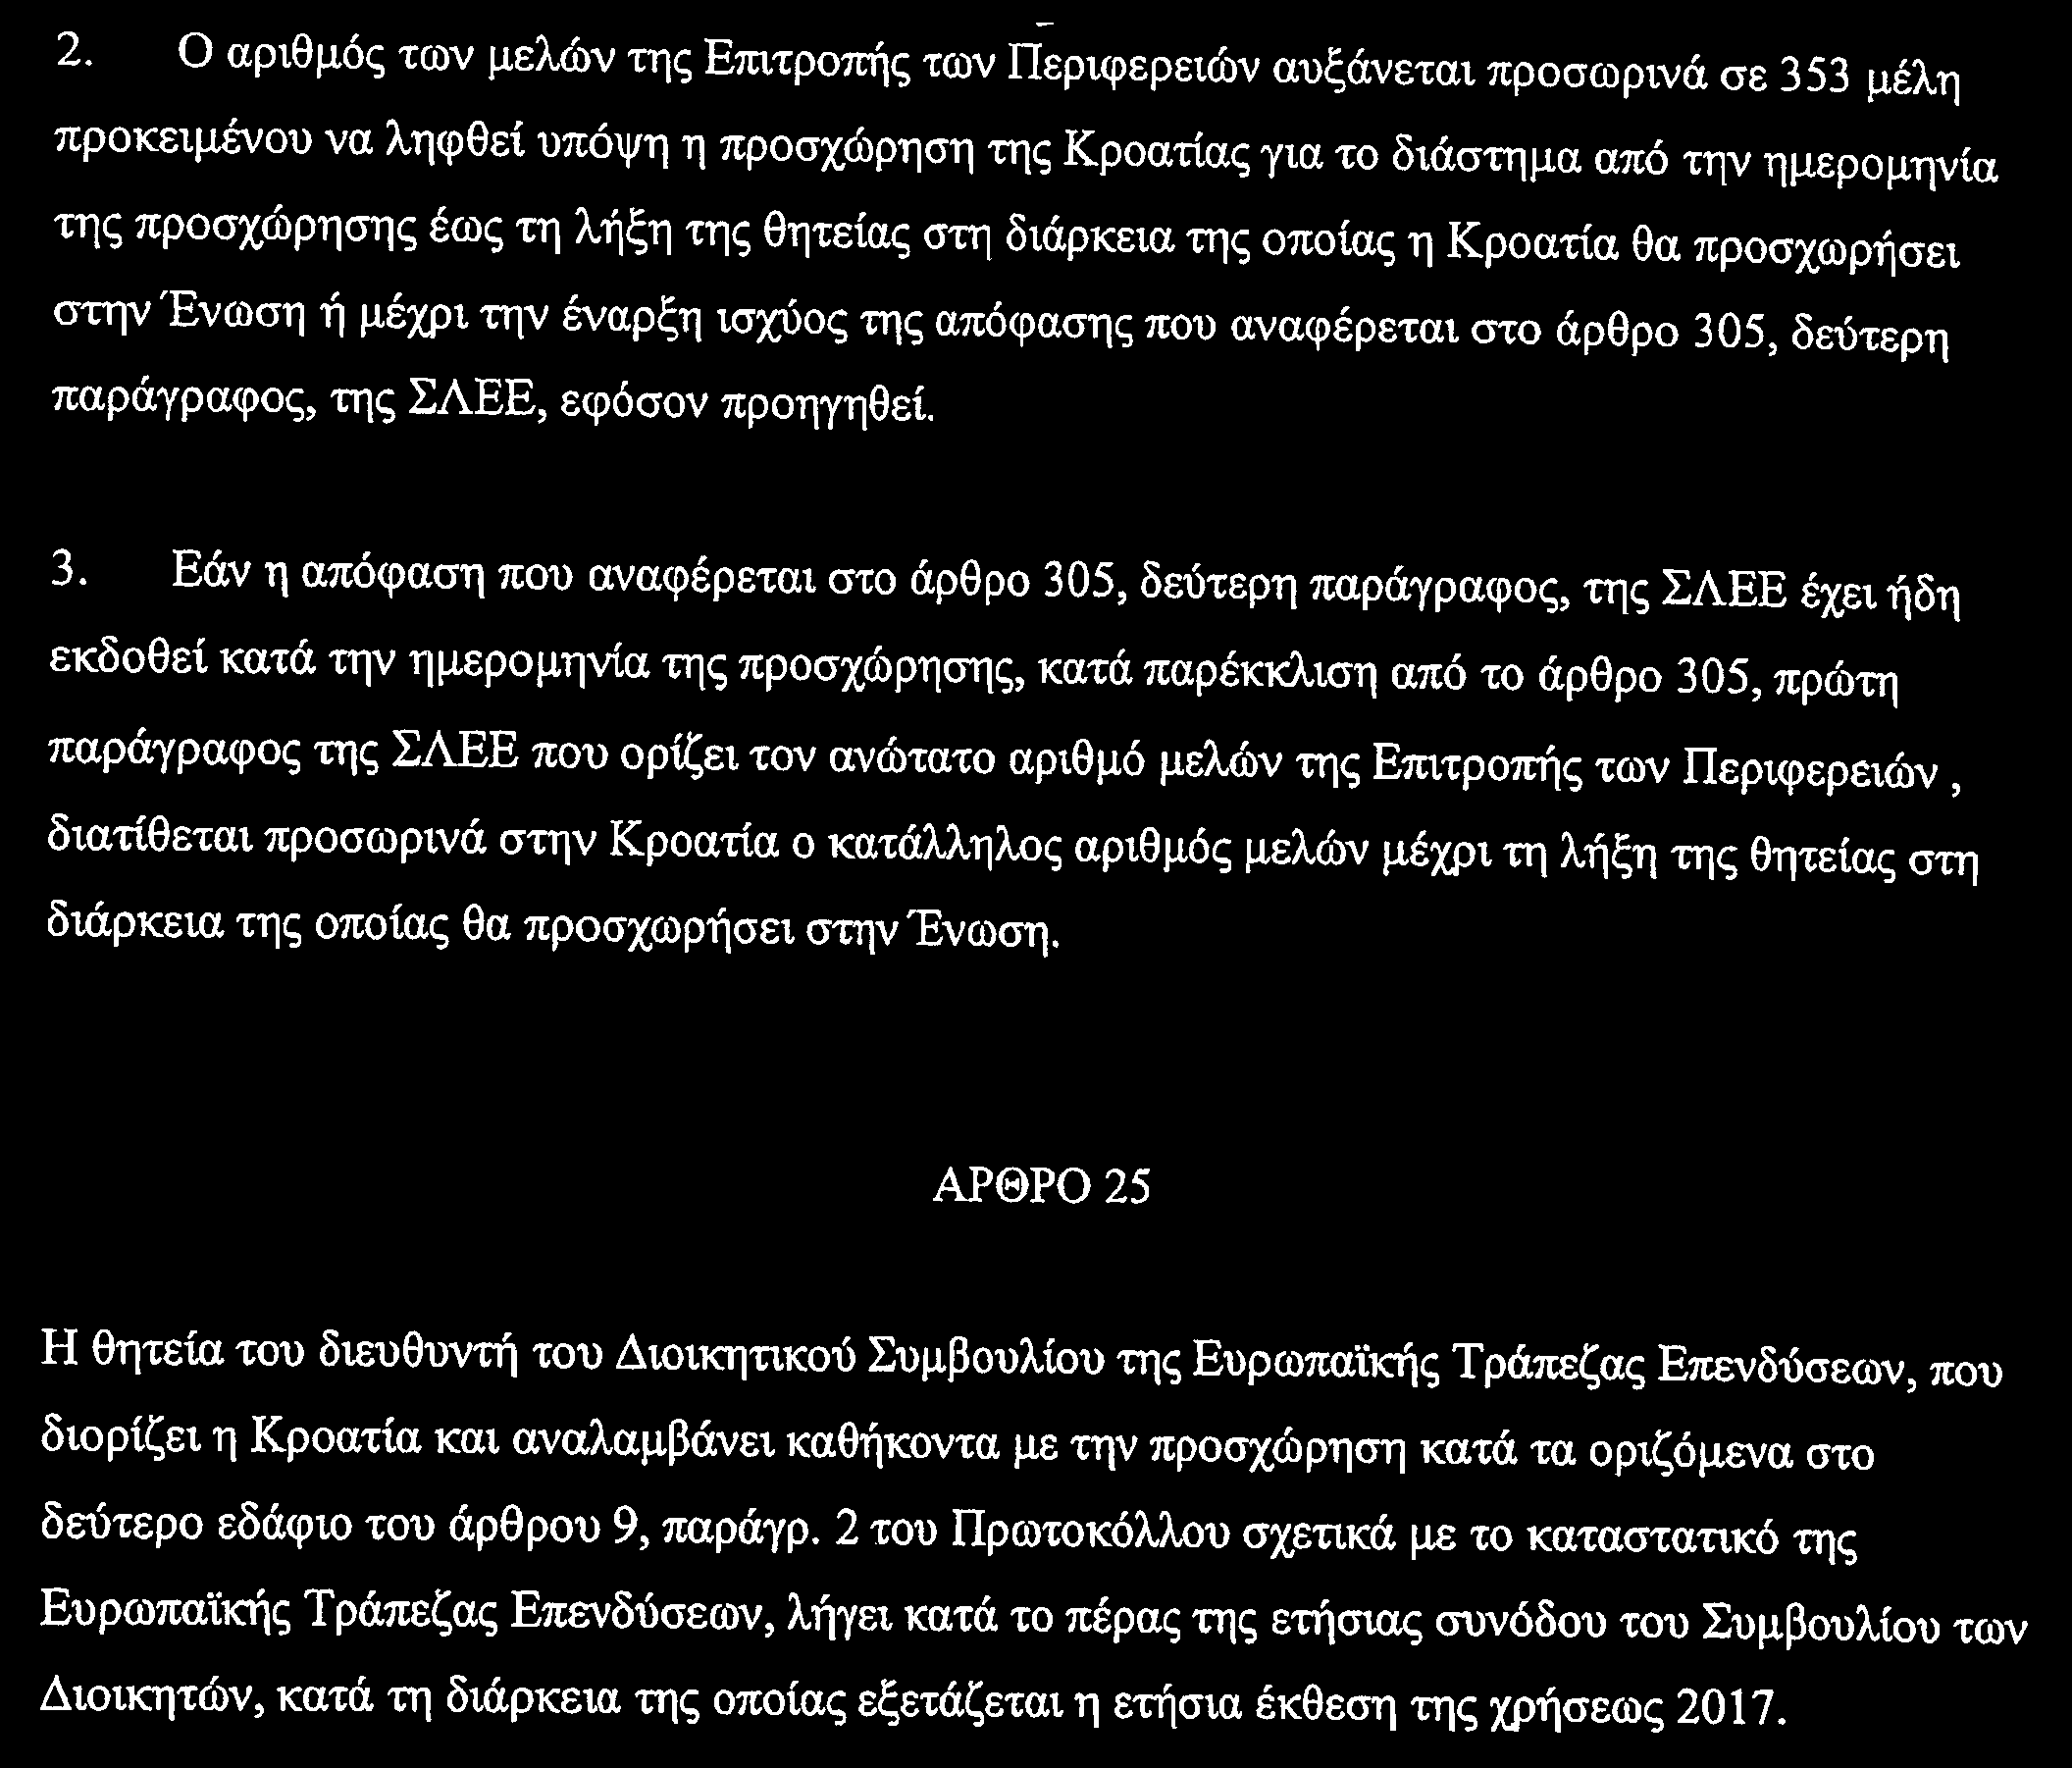 2. Ο αριθμός των μελών της Επιτροπής των Περιφερειών αυξάνεται προσωρινά σε 353 μέλη
προκειμένου να ληφθεί υπόψη η προσχώρηση της Κροατίας για το διάστημα από την ημερομηνία
της προσχώρησης έως τη λήξη της θητείας στη διάρκεια της οποίας η Κροατία θα προσχωρήσει
στην Ένωση ή μέχρι την έναρξη ισχύος της απόφασης που αναφέρεται στο άρθρο 305, δεύτερη
παράγραφος, της ΣΛΕΕ, εφόσον προηγηθεί.
3. Εάν η απόφαση που αναφέρεται στο άρθρο 305, δεύτερη παράγραφος, της ΣΛΕΕ έχει ήδη
εκδοθεί κατά την ημερομηνία της προσχώρησης, κατά παρέκκλιση από το άρθρο 305, πρώτη
παράγραφος της ΣΛΕΕ που ορίζει τον ανώτατο αριθμό μελών της Επιτροπής των Περιφερειών ,
διατίθεται προσωρινά στην Κροατία ο κατάλληλος αριθμός μελών μέχρι τη λήξη της θητείας στη
διάρκεια της οποίας θα προσχωρήσει στην Ένωση.
ΑΡΘΡΟ 25
Η θητεία του διευθυντή του Διοικητικού Συμβουλίου της Ευρωπαϊκής Τράπεζας Επενδύσεων, που
διορίζει η Κροατία και αναλαμβάνει καθήκοντα με την προσχώρηση κατά τα οριζόμενα στο
δεύτερο εδάφιο του άρθρου 9, παράγρ. 2 του Πρωτοκόλλου σχετικά με το καταστατικό της
Ευρωπαϊκής Τράπεζας Επενδύσεων, λήγει κατά το πέρας της ετήσιας συνόδου του Συμβουλίου των
Διοικητών, κατά τη διάρκεια της οποίας εξετάζεται η ετήσια έκθεση της χρήσεως 2017.